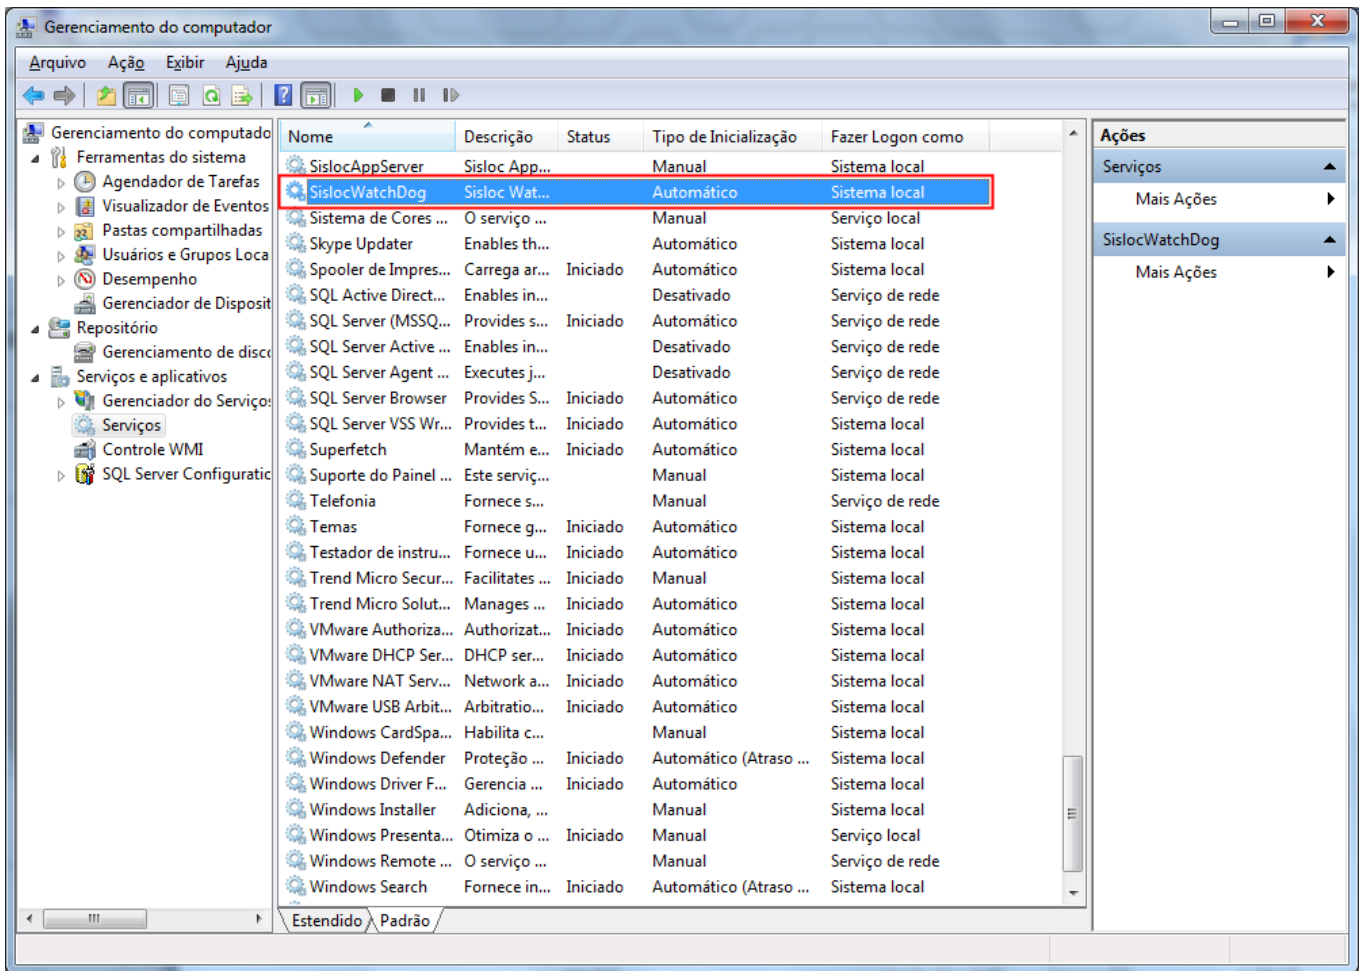 Gerenciamento do computador
Arquivo Ação Exibir Ajuda
Gerenciamento do computado
Ferramentas do sistema
Agendador de Tarefas
Visualizador de Eventos
Pastas compartilhadas
Usuários e Grupos Loca
Desempenho
Gerenciador de Disposit
Repositório
Gerenciamento de disco
Serviços e aplicativos
Gerenciador do Serviço
Serviços
Controle WMI
SQL Server Configuratic
Nome Descrição Status Tipo de Inicialização Fazer Logon como
SislocAppServer Sisloc App... Manual Sistema local
SislocWatchDog Sisloc Wat... Automático Sistema local
Sistema de Cores ... O serviço ... Manual Serviço local
Skype Updater Enables th... Automático Sistema local
Spooler de Impres... Carrega ar... Iniciado Automático Sistema local
SQL Active Direct... Enables in... Desativado Serviço de rede
SQL Server (MSSQ... Provides s... Iniciado Automático Serviço de rede
SQL Server Active ... Enables in... Desativado Serviço de rede
SQL Server Agent ... Executes j... Desativado Serviço de rede
SQL Server Browser Provides S... Iniciado Automático Serviço de rede
SQL Server VSS Wr... Provides t... Iniciado Automático Sistema local
Superfetch Mantém e... Iniciado Automático Sistema local
Suporte do Painel ... Este serviç... Manual Sistema local
Telefonia Fornece s... Manual Serviço de rede
Temas Fornece g... Iniciado Automático Sistema local
Testador de instru... Fornece u... Iniciado Automático Sistema local
Trend Micro Secur... Facilitates ... Iniciado Manual Sistema local
Trend Micro Solut... Manages ... Iniciado Automático Sistema local
VMware Authoriza... Authorizat... Iniciado Automático Sistema local
VMware DHCP Ser... DHCP ser... Iniciado Automático Sistema local
VMware NAT Serv... Network a... Iniciado Automático Sistema local
VMware USB Arbit... Arbitratio... Iniciado Automático Sistema local
Windows CardSpa... Habilita c... Manual Sistema local
Windows Defender Proteção ... Iniciado Automático (Atraso ... Sistema local
Windows Driver F... Gerencia ... Iniciado Automático Sistema local
Windows Installer Adiciona, ... Manual Sistema local
Windows Presenta... Otimiza o ... Iniciado Manual Serviço local
Windows Remote ... O serviço ... Manual Serviço de rede
Windows Search Fornece in... Iniciado Automático (Atraso ... Sistema local
Estendido Padrão
Ações
Serviços
Mais Ações
SislocWatchDog
Mais Ações